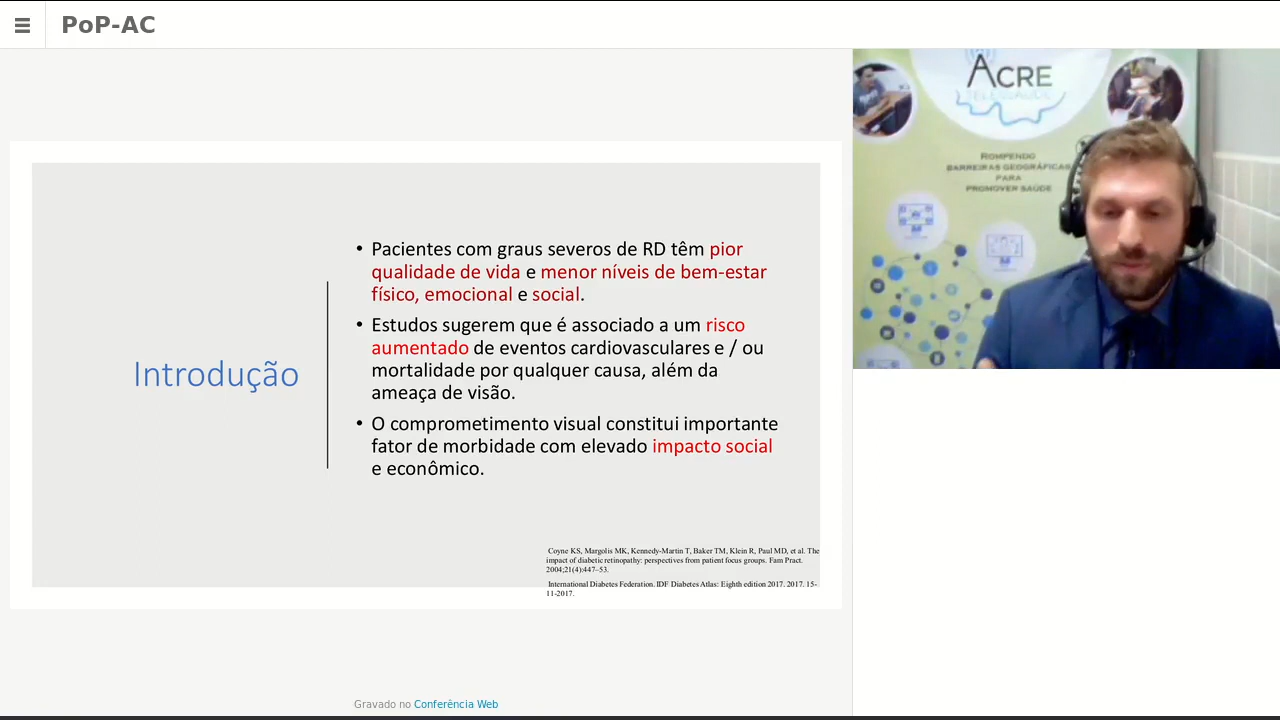 PoP-AC
ACRE
ROMPENDO
BARREIRAS GEOGRÁFICAS
PARA
PROMOVER SAÚDE
Introdução
• Pacientes com graus severos de RD têm pior
qualidade de vida e menor níveis de bem-estar
físico, emocional e social.
• Estudos sugerem que é associado a um risco
aumentado de eventos cardiovasculares e / ou
mortalidade por qualquer causa, além da
ameaça de visão.
• O comprometimento visual constitui importante
fator de morbidade com elevado impacto social
e econômico.
Coyne KS, Margolis MK, Kennedy-Martin T, Baker TM, Klein R, Paul MD, et al. The
impact of diabetic retinopathy: perspectives from patient focus groups. Fam Pract.
2004;21(4):447–53.
International Diabetes Federation. IDF Diabetes Atlas: Eighth edition 2017. 2017. 15-
11-2017.
Gravado no Conferência Web